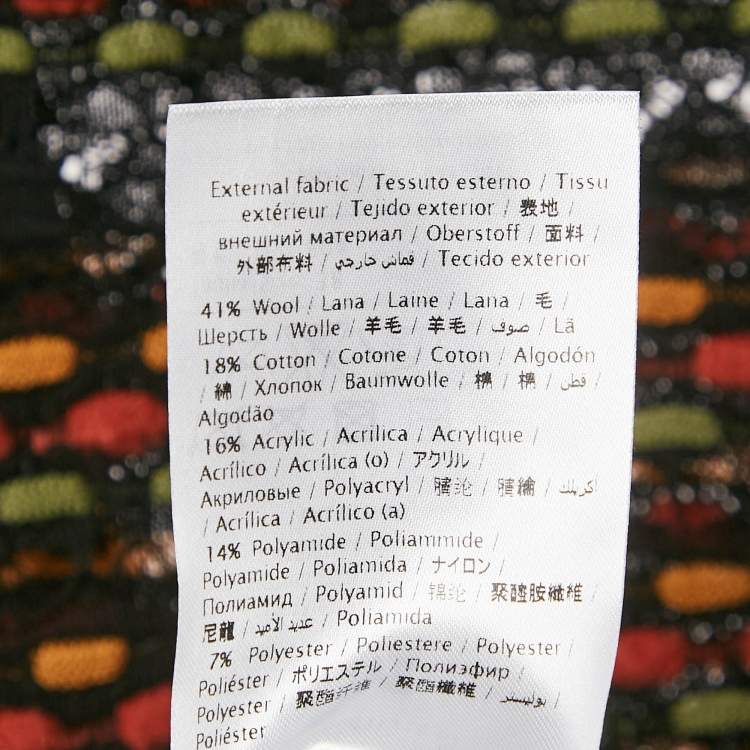 External fabric / Tessuto esterno / Tissu
extérieur / Tejido exterior / 表地 /
внешний материал / Oberstoff / 面料 /
外部布料 / قماش خارجي / Tecido exterior
41% Wool / Lana / Laine / Lana / 毛 /
Шерсть / Wolle / 羊毛 / 羊毛 / صوف / Lã
18% Cotton / Cotone / Coton / Algodón
/ 綿 / Хлопок / Baumwolle / 棉 / 棉 / قطن /
Algodão
16% Acrylic / Acrilica / Acrylique /
Acrílico / Acrílica (o) / アクリル /
Акриловые / Polyacryl / / / اكريلك
/ Acrílica / Acrílico (a)
14% Polyamide / Poliammide /
Polyamide / Poliamida / ナイロン /
Полиамид / Polyamid / 锦纶 / 聚醯胺纖維 /
尼龍 / عديد الأميد / Poliamida
7% Polyester / Poliestere / Polyester /
Poliéster / ポリエステル / Полиэфир /
Polyester / 聚酯纤维 / 聚酯纖維 / بوليستر /
Poliéster